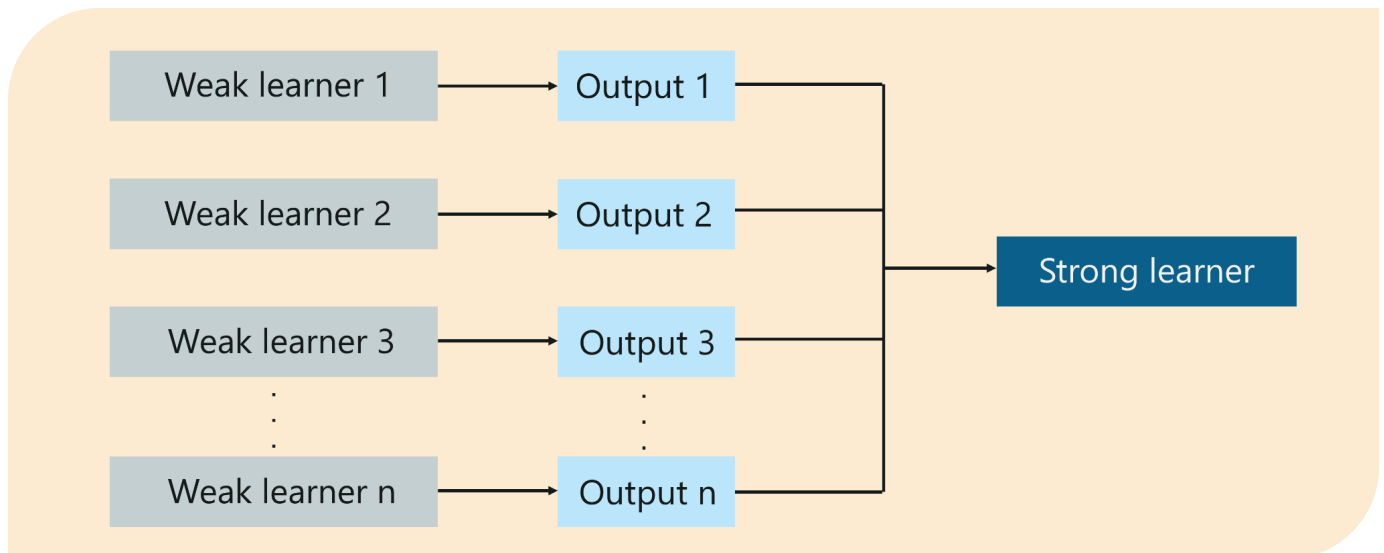 Weak learner 1
Output 1
Weak learner 2
Output 2
Strong learner
Weak learner 3
Output 3
Weak learner n
Output n